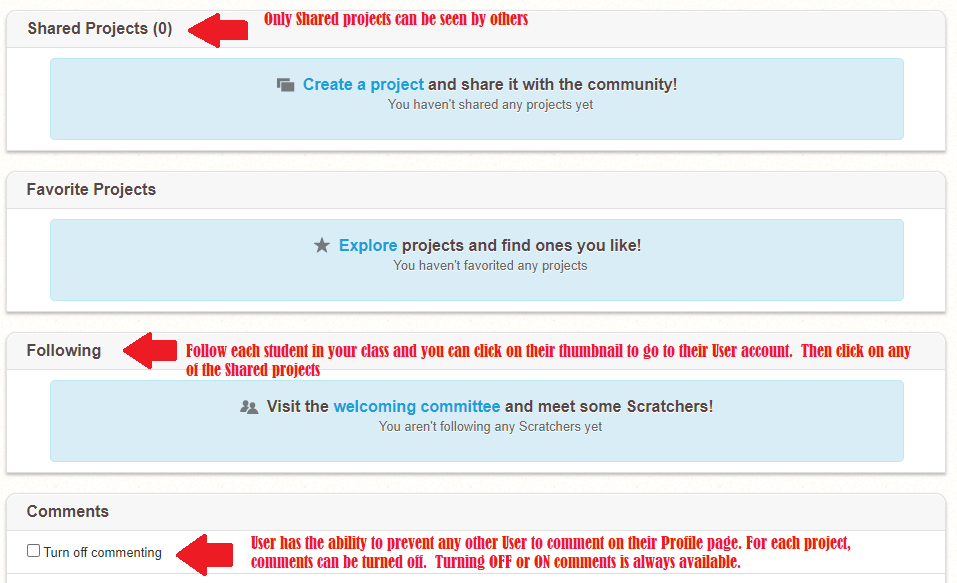 Shared Projects (0)
Only Shared projects can be seen by others
Create a project and share it with the community!
You haven't shared any projects yet
Favorite Projects
Explore projects and find ones you like!
You haven't favorited any projects
Following
Follow each student in your class and you can click on their thumbnail to go to their User account. Then click on any
of the Shared projects
Visit the welcoming committee and meet some Scratchers!
You aren't following any Scratchers yet
Comments
Turn off commenting
User has the ability to prevent any other User to comment on their Profile page. For each project,
comments can be turned off. Turning OFF or ON comments is always available.